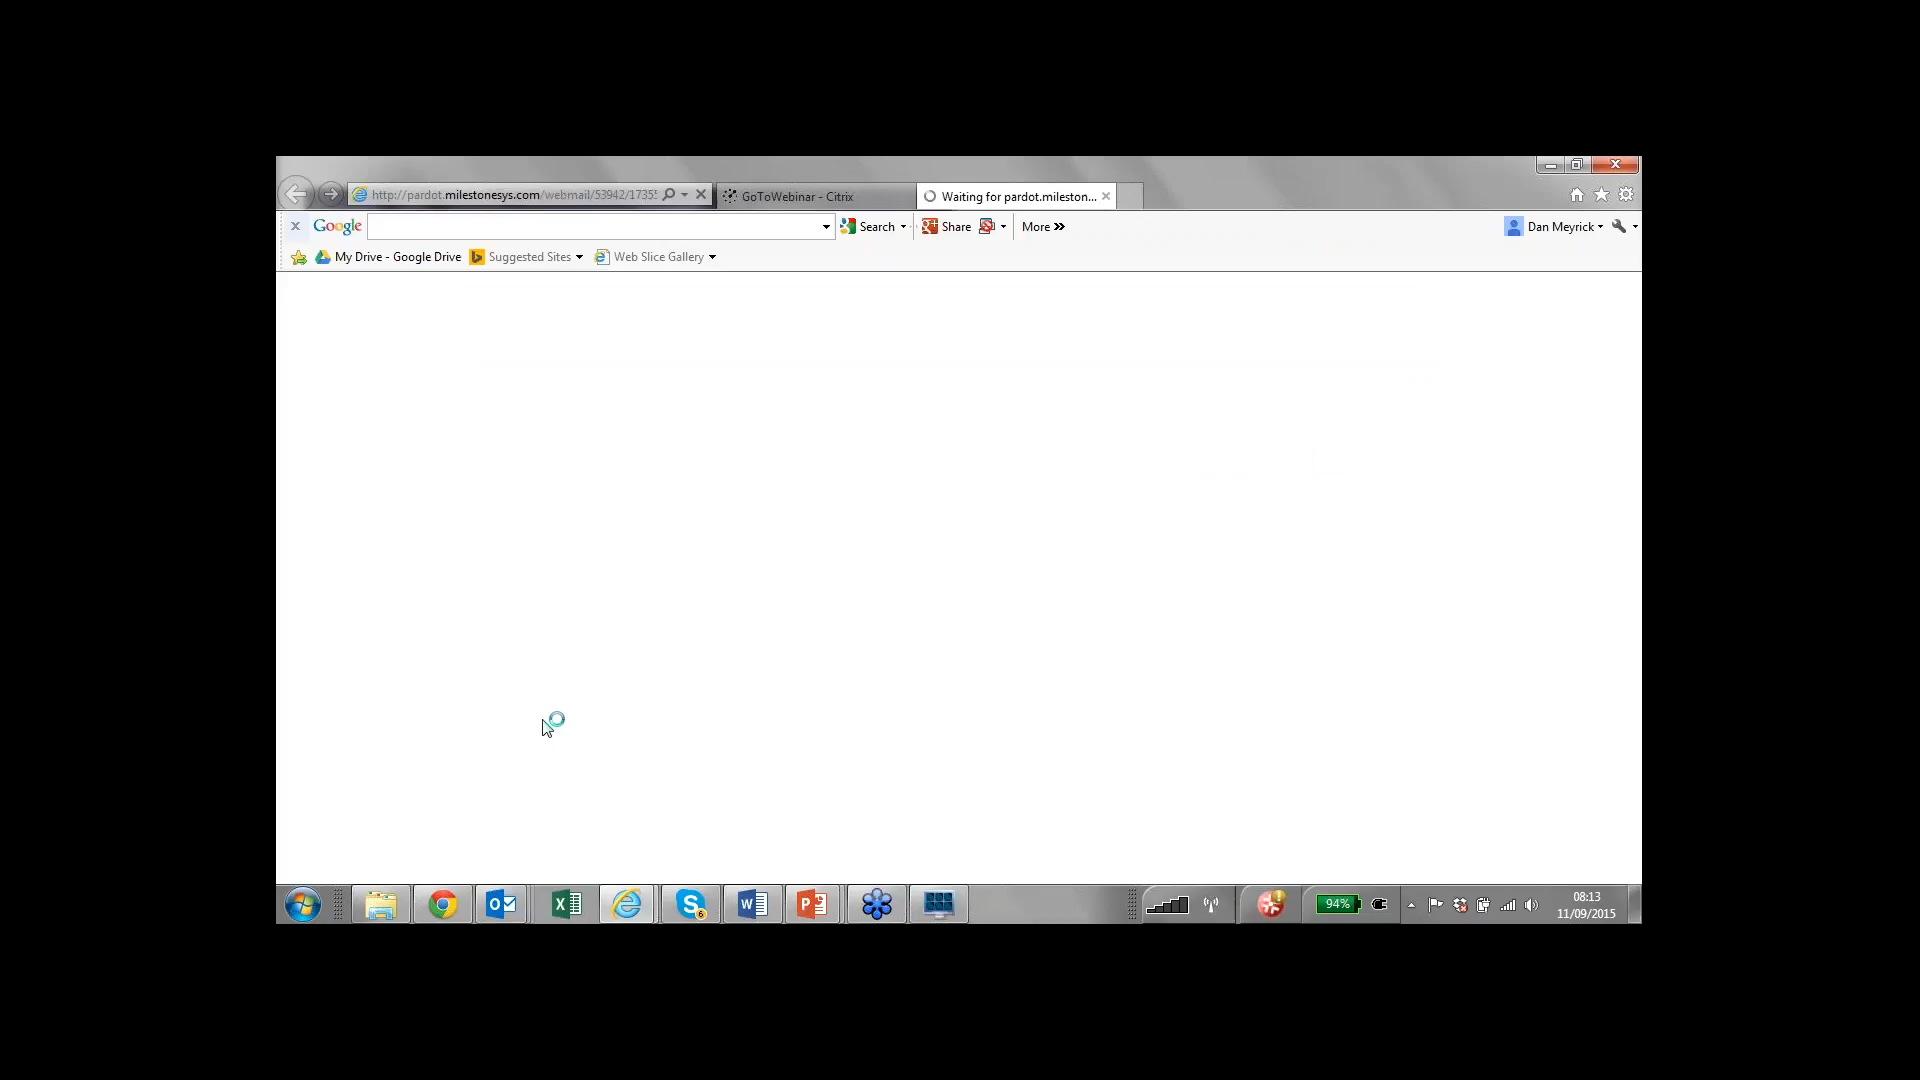 http://pardot.milestonesys.com/webmail/53942/1735 GoToWebinar - Citrix Waiting for pardot.mileston...
Google Search Share More Dan Meyrick
My Drive - Google Drive Suggested Sites Web Slice Gallery
94% 08:13
11/09/2015